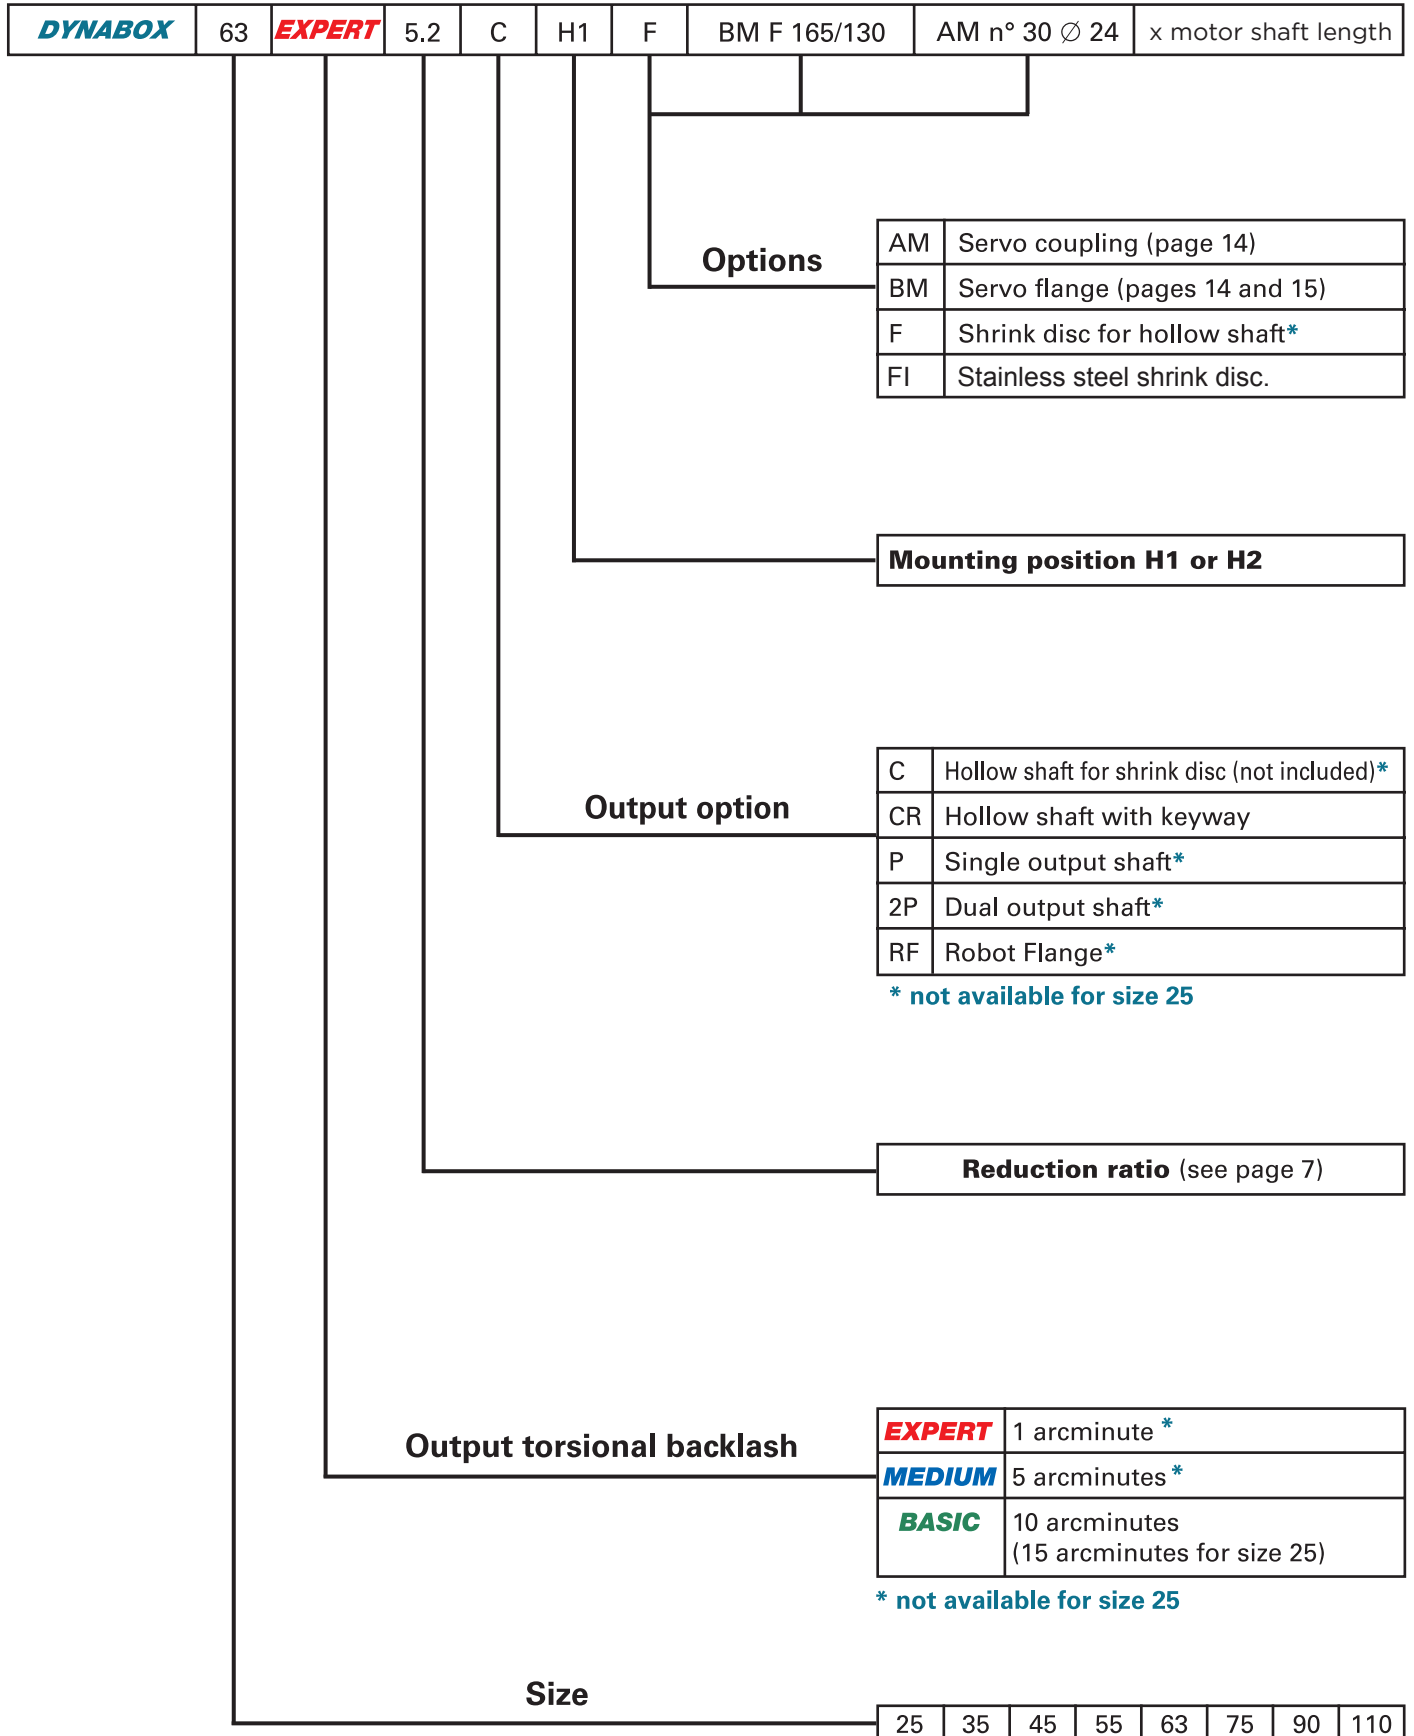 DYNABOX 63 EXPERT 5.2 C H1 F BM F 165/130 AM n° 30 ∅ 24 x motor shaft length
Options
AM Servo coupling (page 14)
BM Servo flange (pages 14 and 15)
F Shrink disc for hollow shaft*
FI Stainless steel shrink disc.
Mounting position H1 or H2
Output option
C Hollow shaft for shrink disc (not included)*
CR Hollow shaft with keyway
P Single output shaft*
2P Dual output shaft*
RF Robot Flange*
* not available for size 25
Reduction ratio (see page 7)
Output torsional backlash
EXPERT 1 arcminute *
MEDIUM 5 arcminutes *
BASIC 10 arcminutes
(15 arcminutes for size 25)
* not available for size 25
Size
25 35 45 55 63 75 90 110